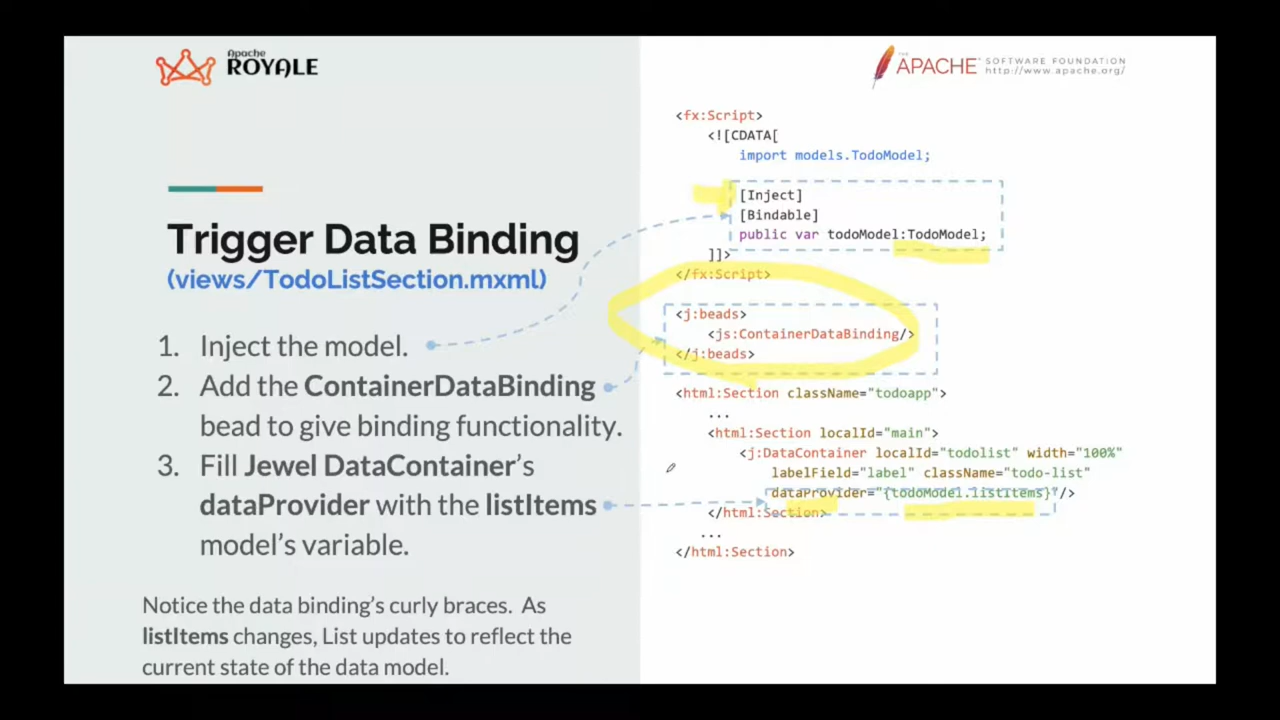 Apache
ROYALE
THE
APACHE SOFTWARE FOUNDATION
http://www.apache.org/
Trigger Data Binding
(views/TodoListSection.mxml)
1. Inject the model.
2. Add the ContainerDataBinding
bead to give binding functionality.
3. Fill Jewel DataContainer's
dataProvider with the listItems
model's variable.
Notice the data binding's curly braces. As
listItems changes, List updates to reflect the
current state of the data model.
<fx:Script>
<![CDATA[
import models.TodoModel;
[Inject]
[Bindable]
public var todoModel:TodoModel;
]]>
</fx:Script>
<j:beads>
<js:ContainerDataBinding/>
</j:beads>
<html:Section className="todoapp">
...
<html:Section localId="main">
<j:DataContainer localId="todolist" width="100%"
labelField="label" className="todo-list"
dataProvider="{todoModel.listItems}"/>
</html:Section>
...
</html:Section>